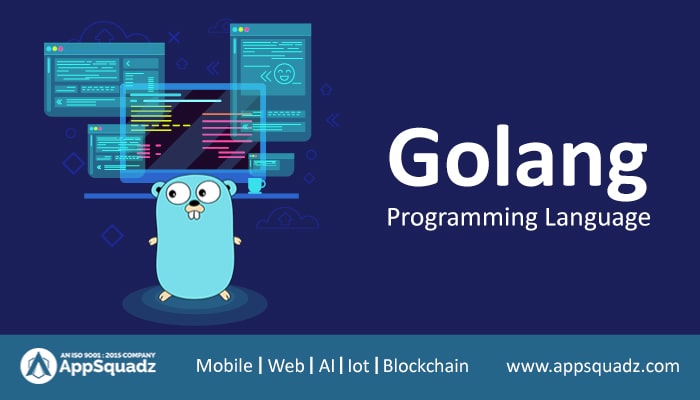 Golang
Programming Language
AN ISO 9001 : 2015 COMPANY
AppSquadz
Mobile | Web | AI | Iot | Blockchain
www.appsquadz.com